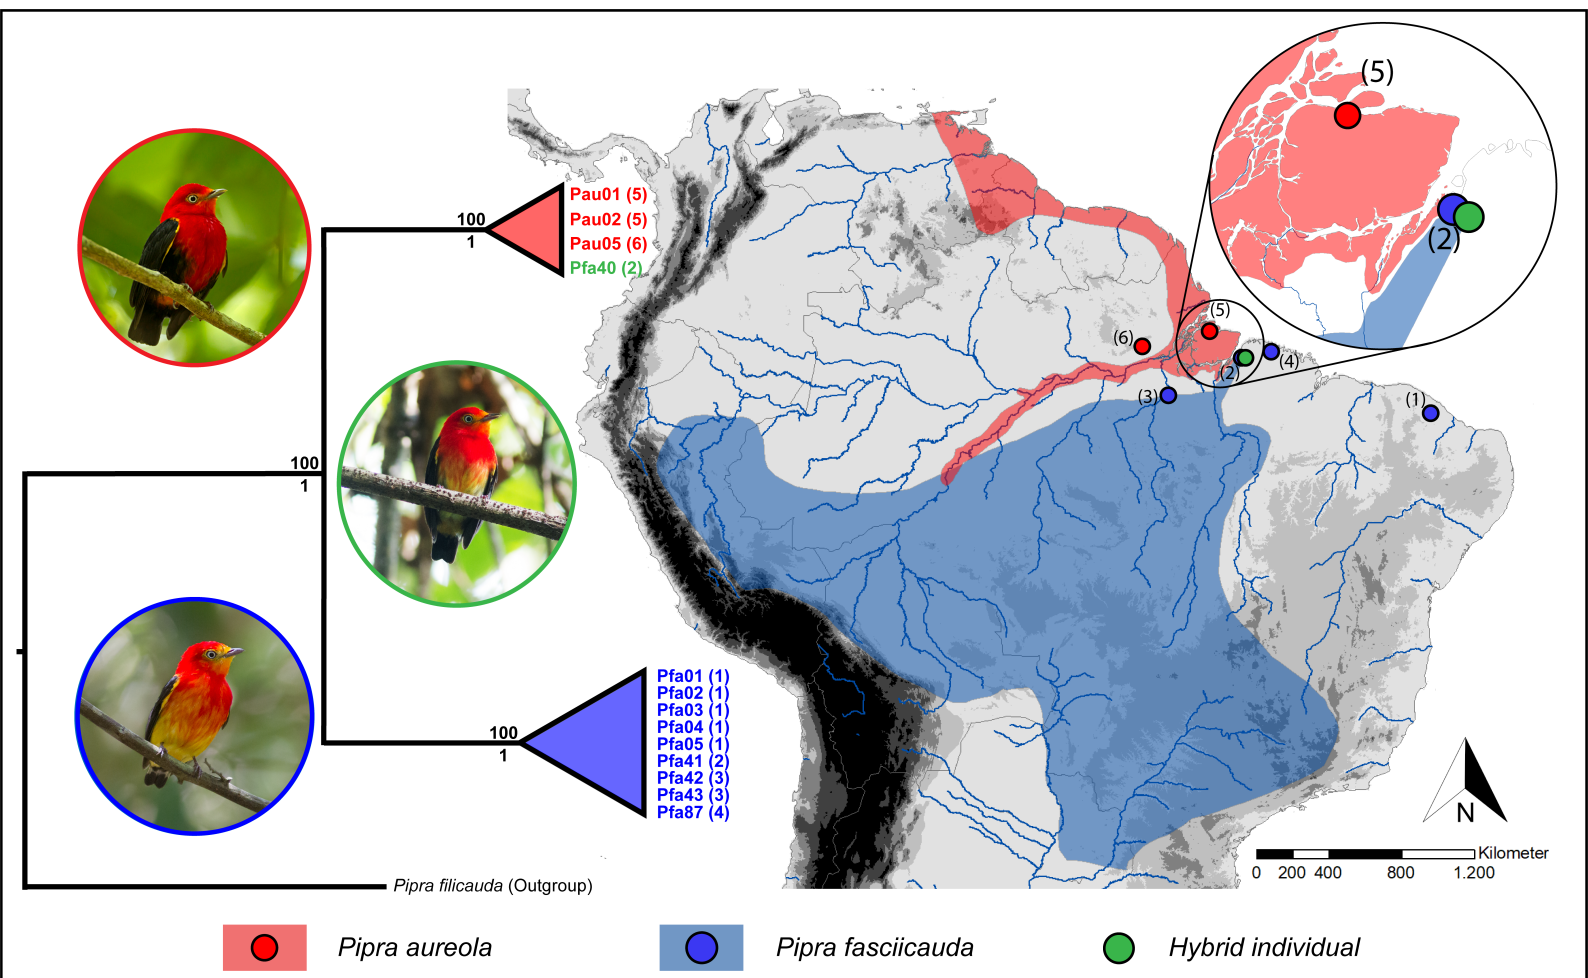 100
1
Pau01 (5)
Pau02 (5)
Pau05 (6)
Pfa40 (2)
100
1
100
1
Pfa01 (1)
Pfa02 (1)
Pfa03 (1)
Pfa04 (1)
Pfa05 (1)
Pfa41 (2)
Pfa42 (3)
Pfa43 (3)
Pfa87 (4)
Pipra filicauda (Outgroup)
(5)
(2)
(5)
(6)
(2)
(4)
(3)
(1)
N
Kilometer
0 200 400 800 1.200
Pipra aureola
Pipra fasciicauda
Hybrid individual